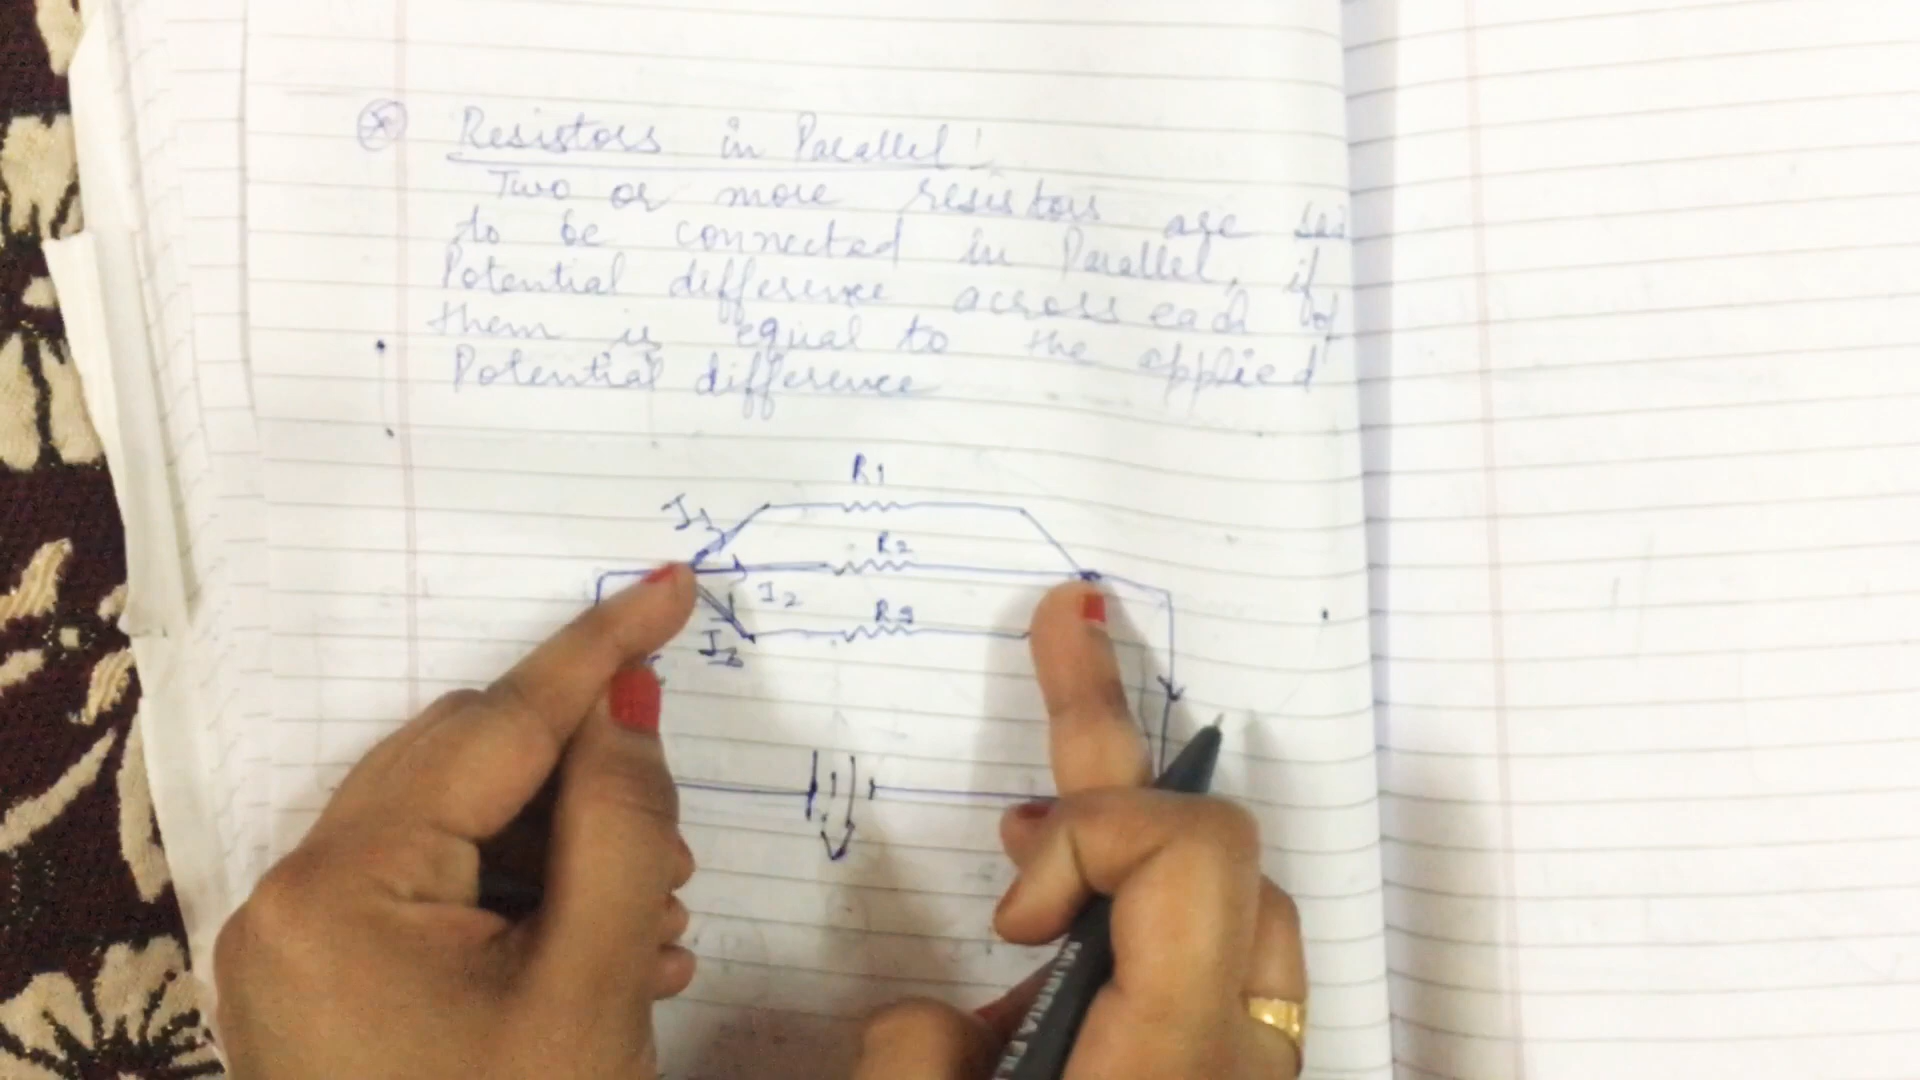 Resistors in Parallel!
Two or more resistors are sai
to be connected in Parallel, if
Potential difference across each of
them is equal to the applied
Potential difference
R1
I1
R2
I2
R3
I3